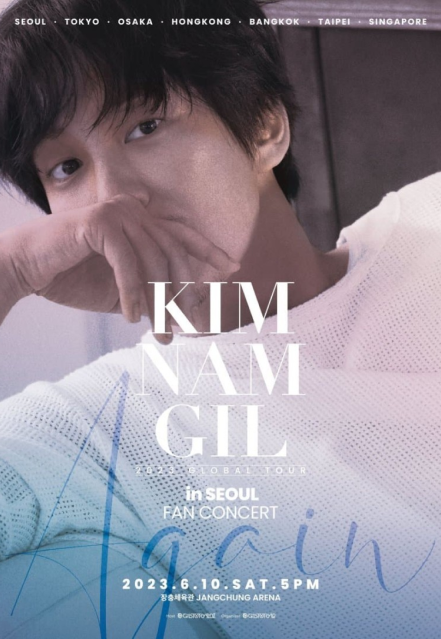 SEOUL · TOKYO · OSAKA · HONGKONG · BANGKOK · TAIPEI · SINGAPORE
KIM
NAM
GIL
2023 GLOBAL TOUR
in SEOUL
FAN CONCERT
Again
2023.6.10.SAT.5PM
장충체육관 JANGCHUNG ARENA